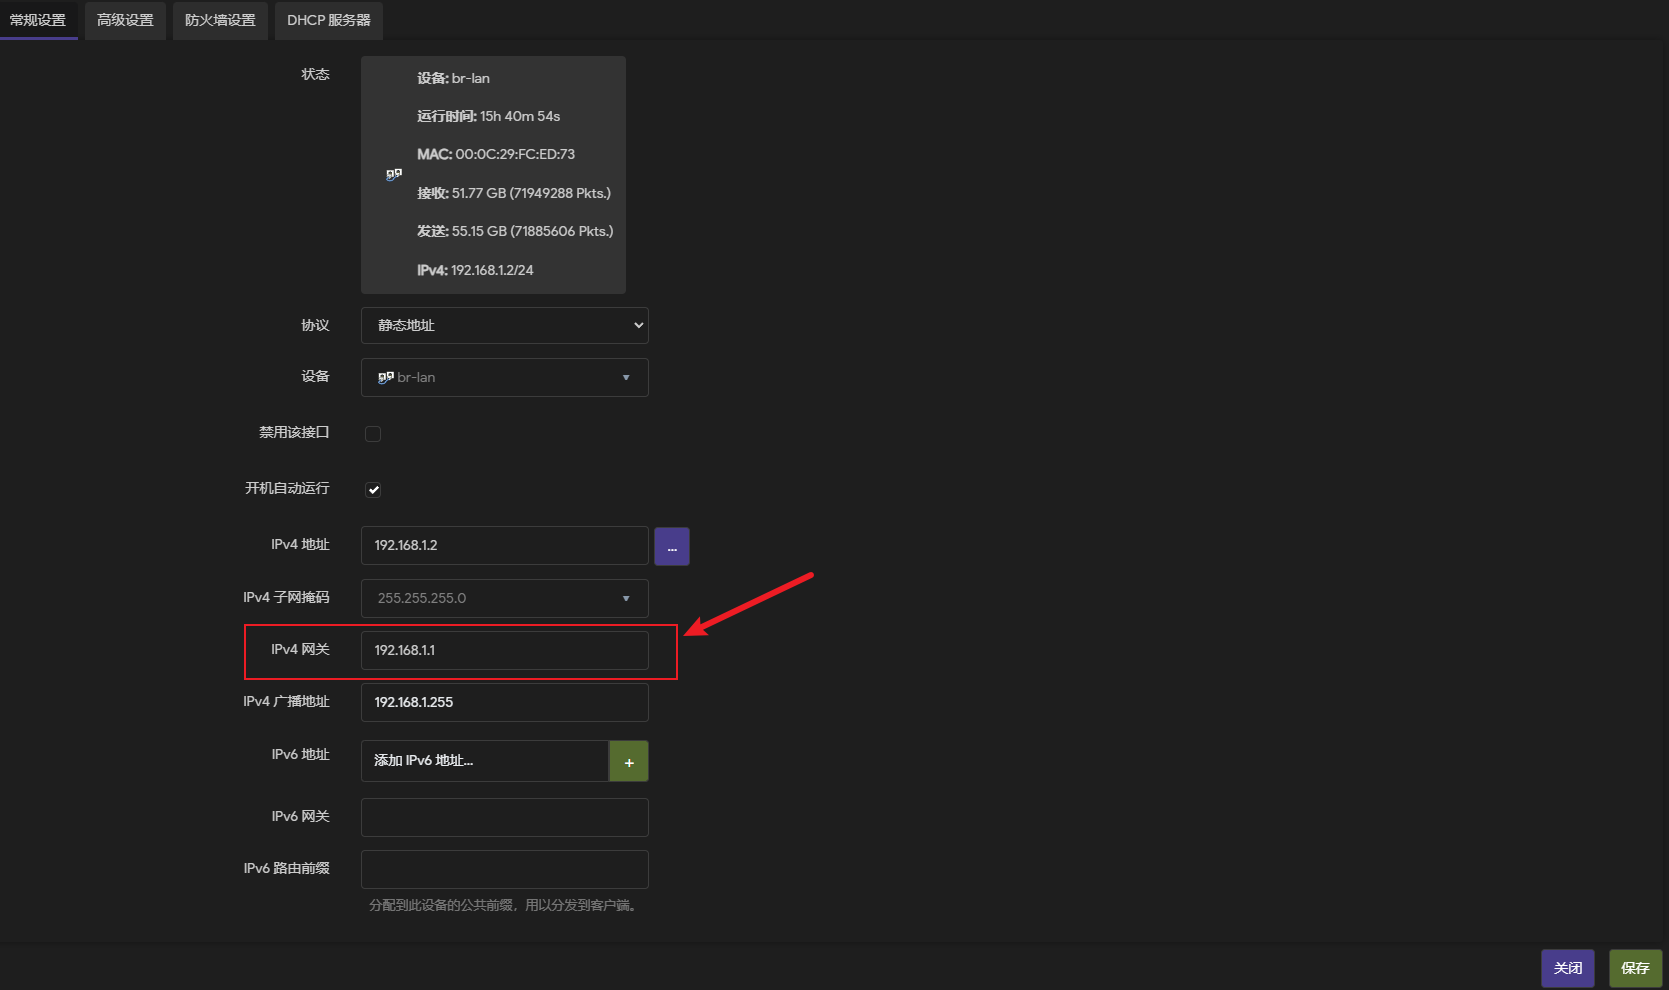 常规设置 高级设置 防火墙设置 DHCP 服务器
状态
设备: br-lan
运行时间: 15h 40m 54s
MAC: 00:0C:29:FC:ED:73
接收: 51.77 GB (71949288 Pkts.)
发送: 55.15 GB (71885606 Pkts.)
IPv4: 192.168.1.2/24
协议 静态地址
设备 br-lan
禁用该接口
开机自动运行
IPv4 地址 192.168.1.2 ...
IPv4 子网掩码 255.255.255.0
IPv4 网关 192.168.1.1
IPv4 广播地址 192.168.1.255
IPv6 地址 添加 IPv6 地址... +
IPv6 网关
IPv6 路由前缀
分配到此设备的公共前缀，用以分发到客户端。
关闭 保存